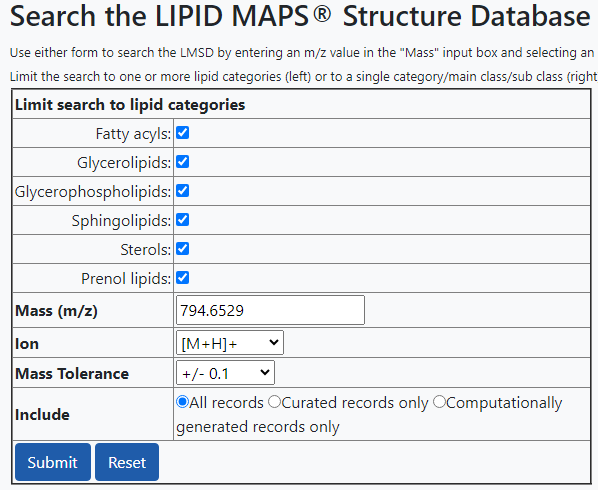 Search the LIPID MAPS® Structure Database
Use either form to search the LMSD by entering an m/z value in the "Mass" input box and selecting an
Limit the search to one or more lipid categories (left) or to a single category/main class/sub class (right
Limit search to lipid categories
Fatty acyls:
Glycerolipids:
Glycerophospholipids:
Sphingolipids:
Sterols:
Prenol lipids:
Mass (m/z) 794.6529
Ion [M+H]+
Mass Tolerance +/- 0.1
Include All records Curated records only Computationally
generated records only
Submit Reset